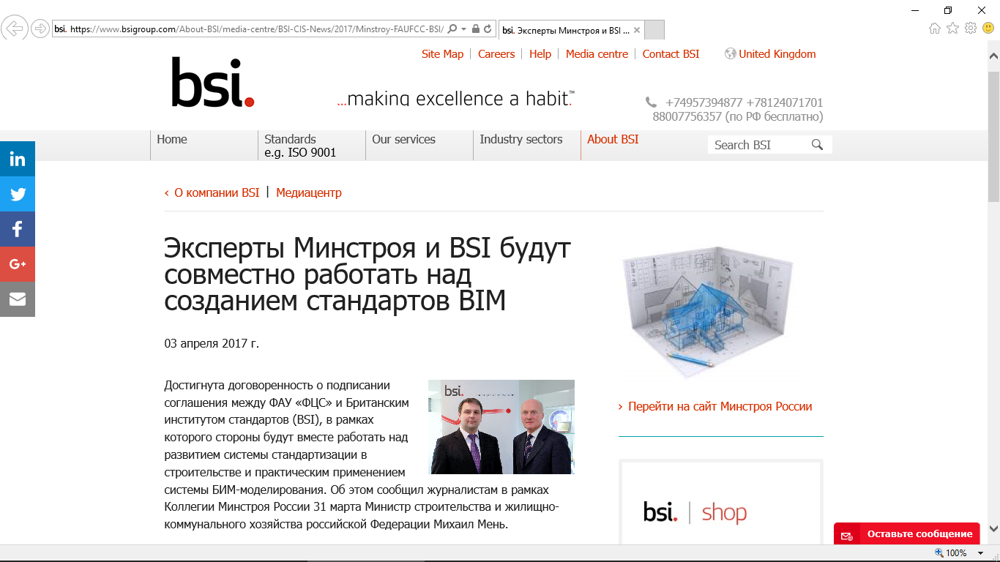 bsi. https://www.bsigroup.com/About-BSI/media-centre/BSI-CIS-News/2017/Minstroy-FAUFCC-BSI/
bsi. Эксперты Минстроя и BSI ...
Site Map | Careers | Help | Media centre | Contact BSI United Kingdom
bsi.
...making excellence a habit.™
+74957394877 +78124071701
88007756357 (по РФ бесплатно)
Home
Standards
e.g. ISO 9001
Our services
Industry sectors
About BSI
Search BSI
‹ О компании BSI | Медиацентр
Эксперты Минстроя и BSI будут
совместно работать над
созданием стандартов BIM
03 апреля 2017 г.
Достигнута договоренность о подписании
соглашения между ФАУ «ФЦС» и Британским
институтом стандартов (BSI), в рамках
которого стороны будут вместе работать над
развитием системы стандартизации в
строительстве и практическим применением
системы БИМ-моделирования. Об этом сообщил журналистам в рамках
Коллегии Минстроя России 31 марта Министр строительства и жилищно-
коммунального хозяйства российской Федерации Михаил Мень.
bsi.
› Перейти на сайт Минстроя России
bsi. | shop
Оставьте сообщение
100%
in
f
G+